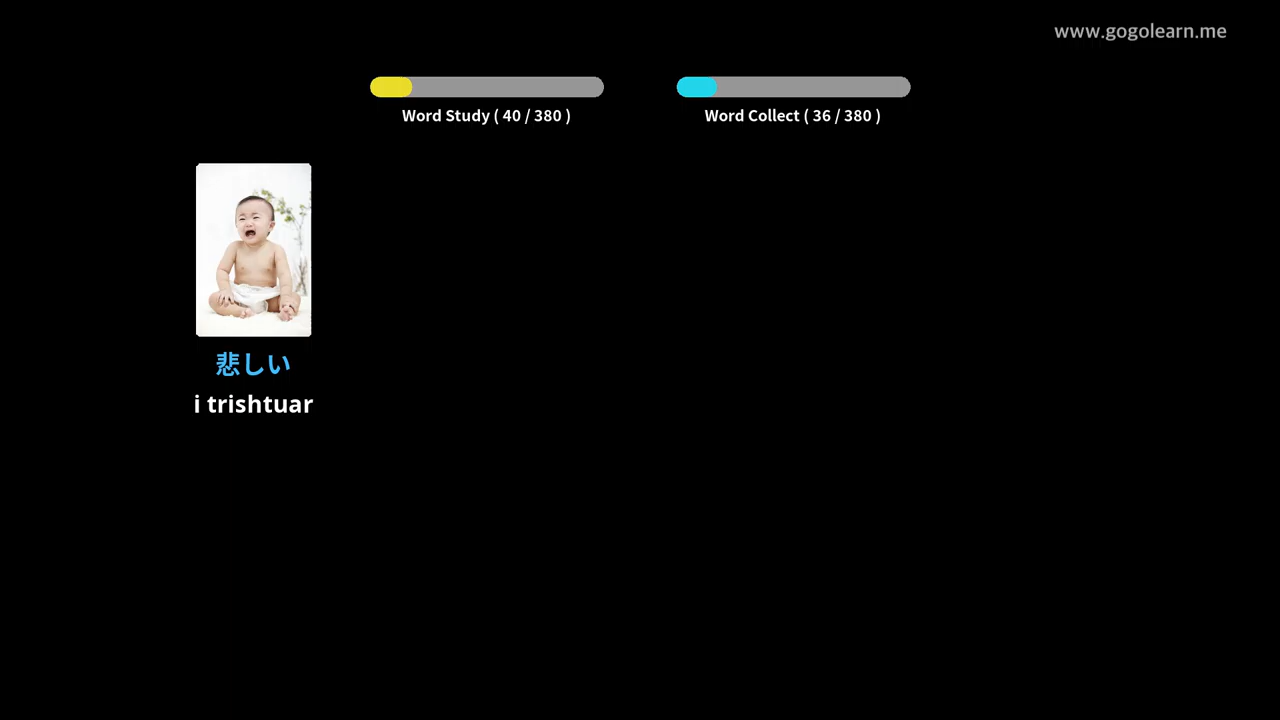 www.gogolearn.me
Word Study ( 40 / 380 )
Word Collect ( 36 / 380 )
悲しい
i trishtuar